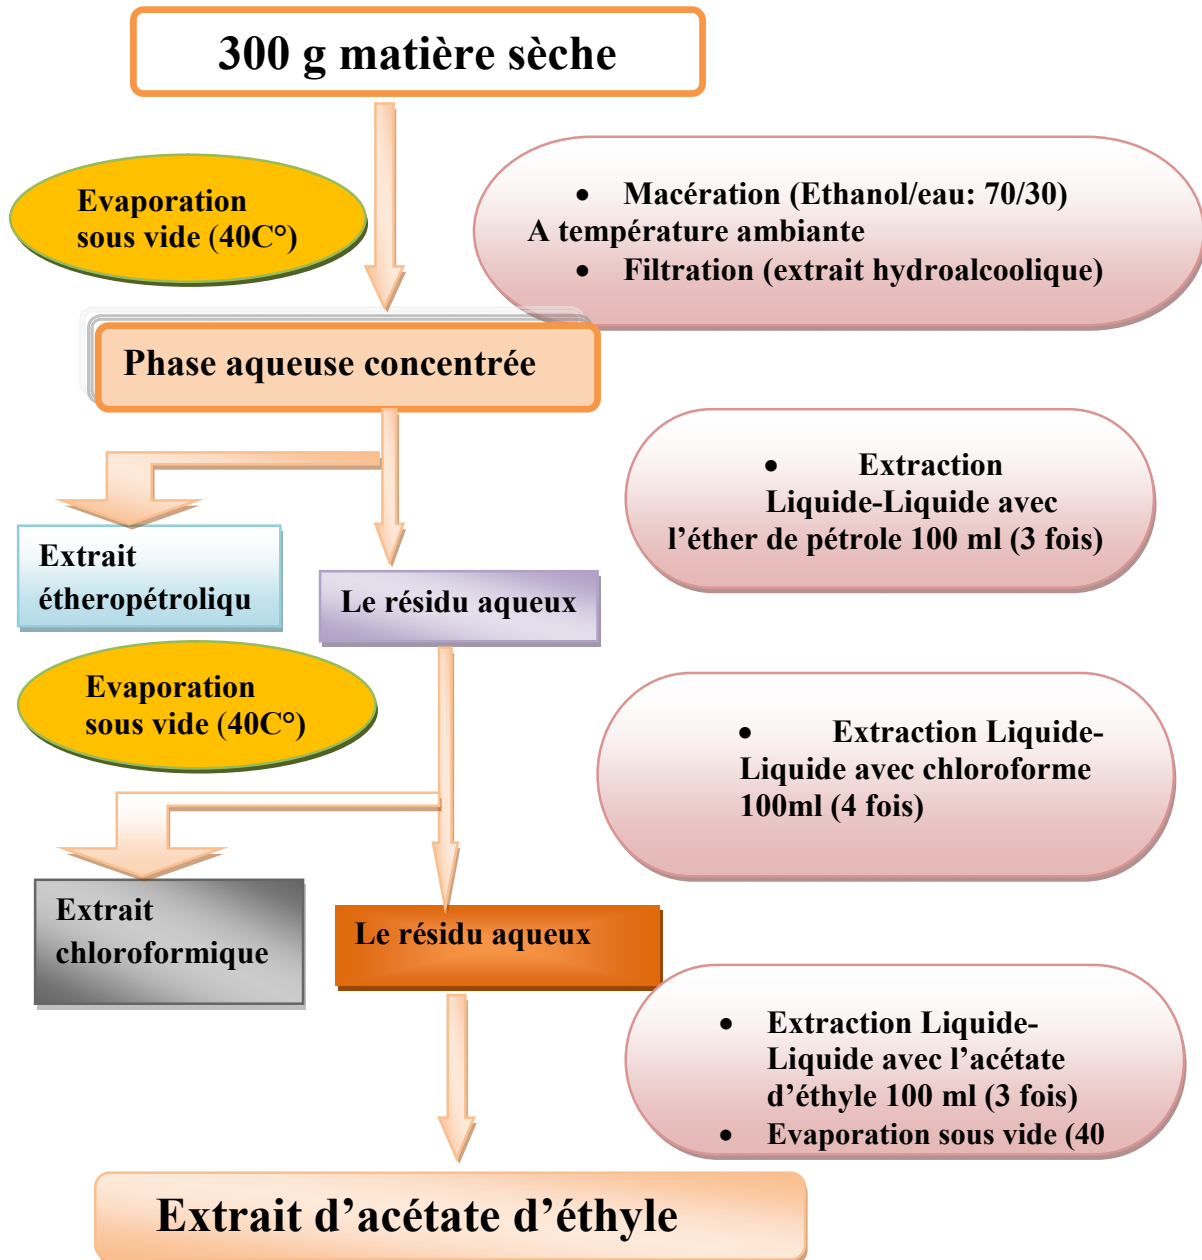 300 g matière sèche
Evaporation
sous vide (40C°)
• Macération (Ethanol/eau: 70/30)
A température ambiante
• Filtration (extrait hydroalcoolique)
Phase aqueuse concentrée
• Extraction
Liquide-Liquide avec
l’éther de pétrole 100 ml (3 fois)
Extrait
étheropétroliqu
Le résidu aqueux
Evaporation
sous vide (40C°)
• Extraction Liquide-
Liquide avec chloroforme
100ml (4 fois)
Extrait
chloroformique
Le résidu aqueux
• Extraction Liquide-
Liquide avec l’acétate
d’éthyle 100 ml (3 fois)
• Evaporation sous vide (40
Extrait d’acétate d’éthyle